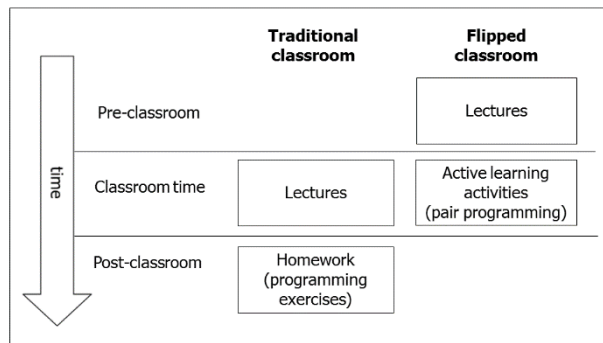 Traditional
classroom
Flipped
classroom
Pre-classroom
Lectures
time
Classroom time
Lectures
Active learning
activities
(pair programming)
Post-classroom
Homework
(programming
exercises)